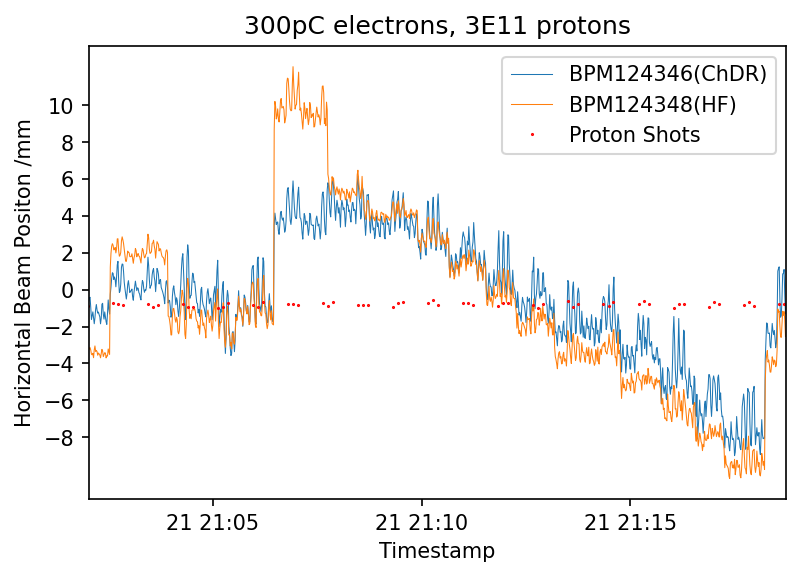 300pC electrons, 3E11 protons
BPM124346(ChDR)
BPM124348(HF)
Proton Shots
Horizontal Beam Positon /mm
10
8
6
4
2
0
−2
−4
−6
−8
21 21:05
21 21:10
21 21:15
Timestamp